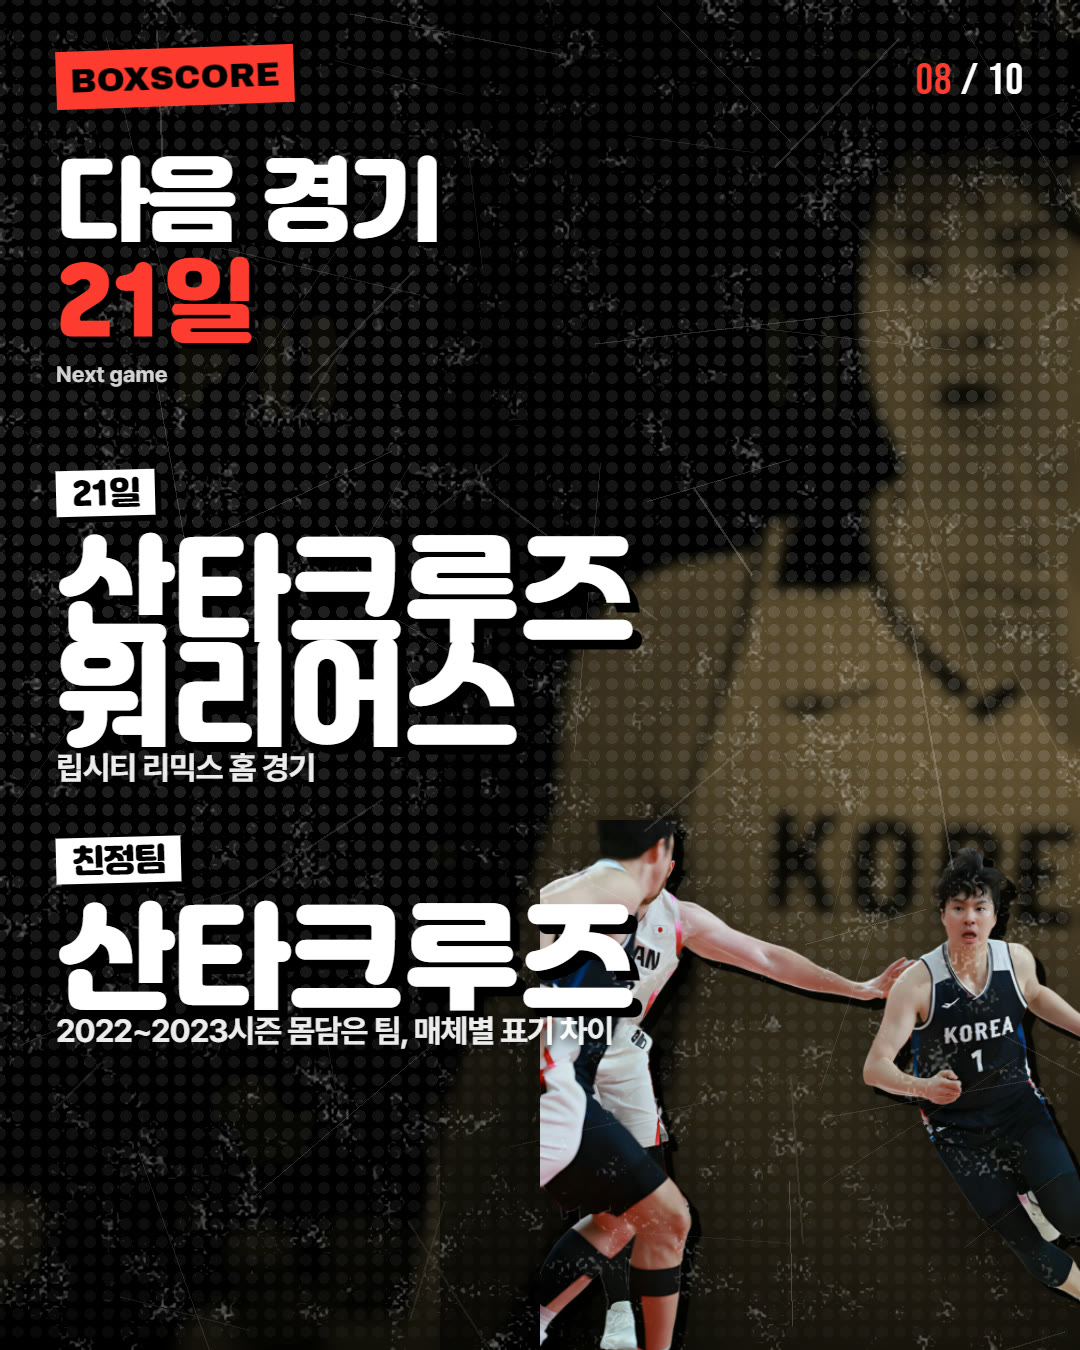 BOXSCORE
08 / 10
다음 경기
21일
Next game
21일
산타크루즈
워리어스
립시티 리믹스 홈 경기
친정팀
산타크루즈
2022~2023시즌 몸담은 팀, 매체별 표기 차이
KORE
AN
KOREA
1